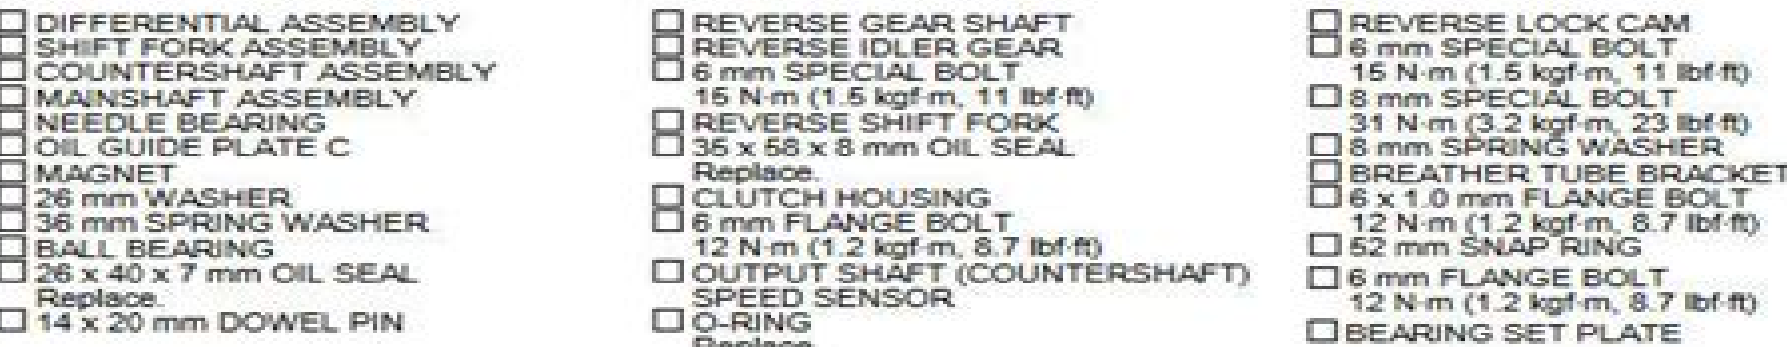 DIFFERENTIAL ASSEMBLY
SHIFT FORK ASSEMBLY
COUNTERSHAFT ASSEMBLY
MAINSHAFT ASSEMBLY
NEEDLE BEARING
OIL GUIDE PLATE C
MAGNET
26 mm WASHER
36 mm SPRING WASHER
BALL BEARING
26 x 40 x 7 mm OIL SEAL
Replace.
14 x 20 mm DOWEL PIN
REVERSE GEAR SHAFT
REVERSE IDLER GEAR
6 mm SPECIAL BOLT
15 N·m (1.5 kgf·m, 11 lbf·ft)
REVERSE SHIFT FORK
35 x 58 x 8 mm OIL SEAL
Replace.
CLUTCH HOUSING
6 mm FLANGE BOLT
12 N·m (1.2 kgf·m, 8.7 lbf·ft)
OUTPUT SHAFT (COUNTERSHAFT)
SPEED SENSOR
O-RING
Replace.
REVERSE LOCK CAM
6 mm SPECIAL BOLT
15 N·m (1.5 kgf·m, 11 lbf·ft)
8 mm SPECIAL BOLT
31 N·m (3.2 kgf·m, 23 lbf·ft)
8 mm SPRING WASHER
BREATHER TUBE BRACKET
6 x 1.0 mm FLANGE BOLT
12 N·m (1.2 kgf·m, 8.7 lbf·ft)
52 mm SNAP RING
6 mm FLANGE BOLT
12 N·m (1.2 kgf·m, 8.7 lbf·ft)
BEARING SET PLATE